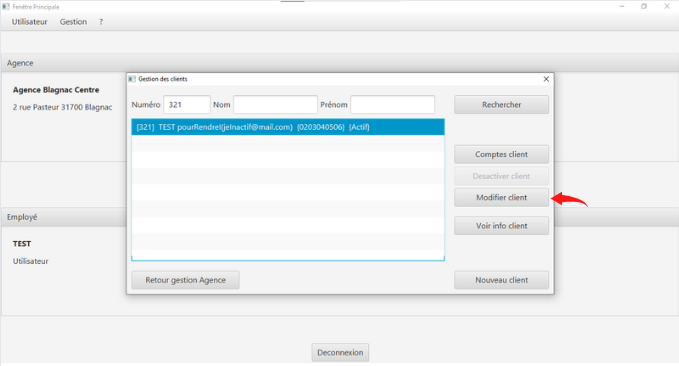 Fenêtre Principale
Utilisateur Gestion ?
Agence
Agence Blagnac Centre
2 rue Pasteur 31700 Blagnac
Gestion des clients
Numéro 321 Nom Prénom Rechercher
[321] TEST pourRendreI(jeInactif@mail.com) {0203040506} [Actif]
Comptes client
Desactiver client
Modifier client
Voir info client
Retour gestion Agence Nouveau client
Employé
TEST
Utilisateur
Deconnexion